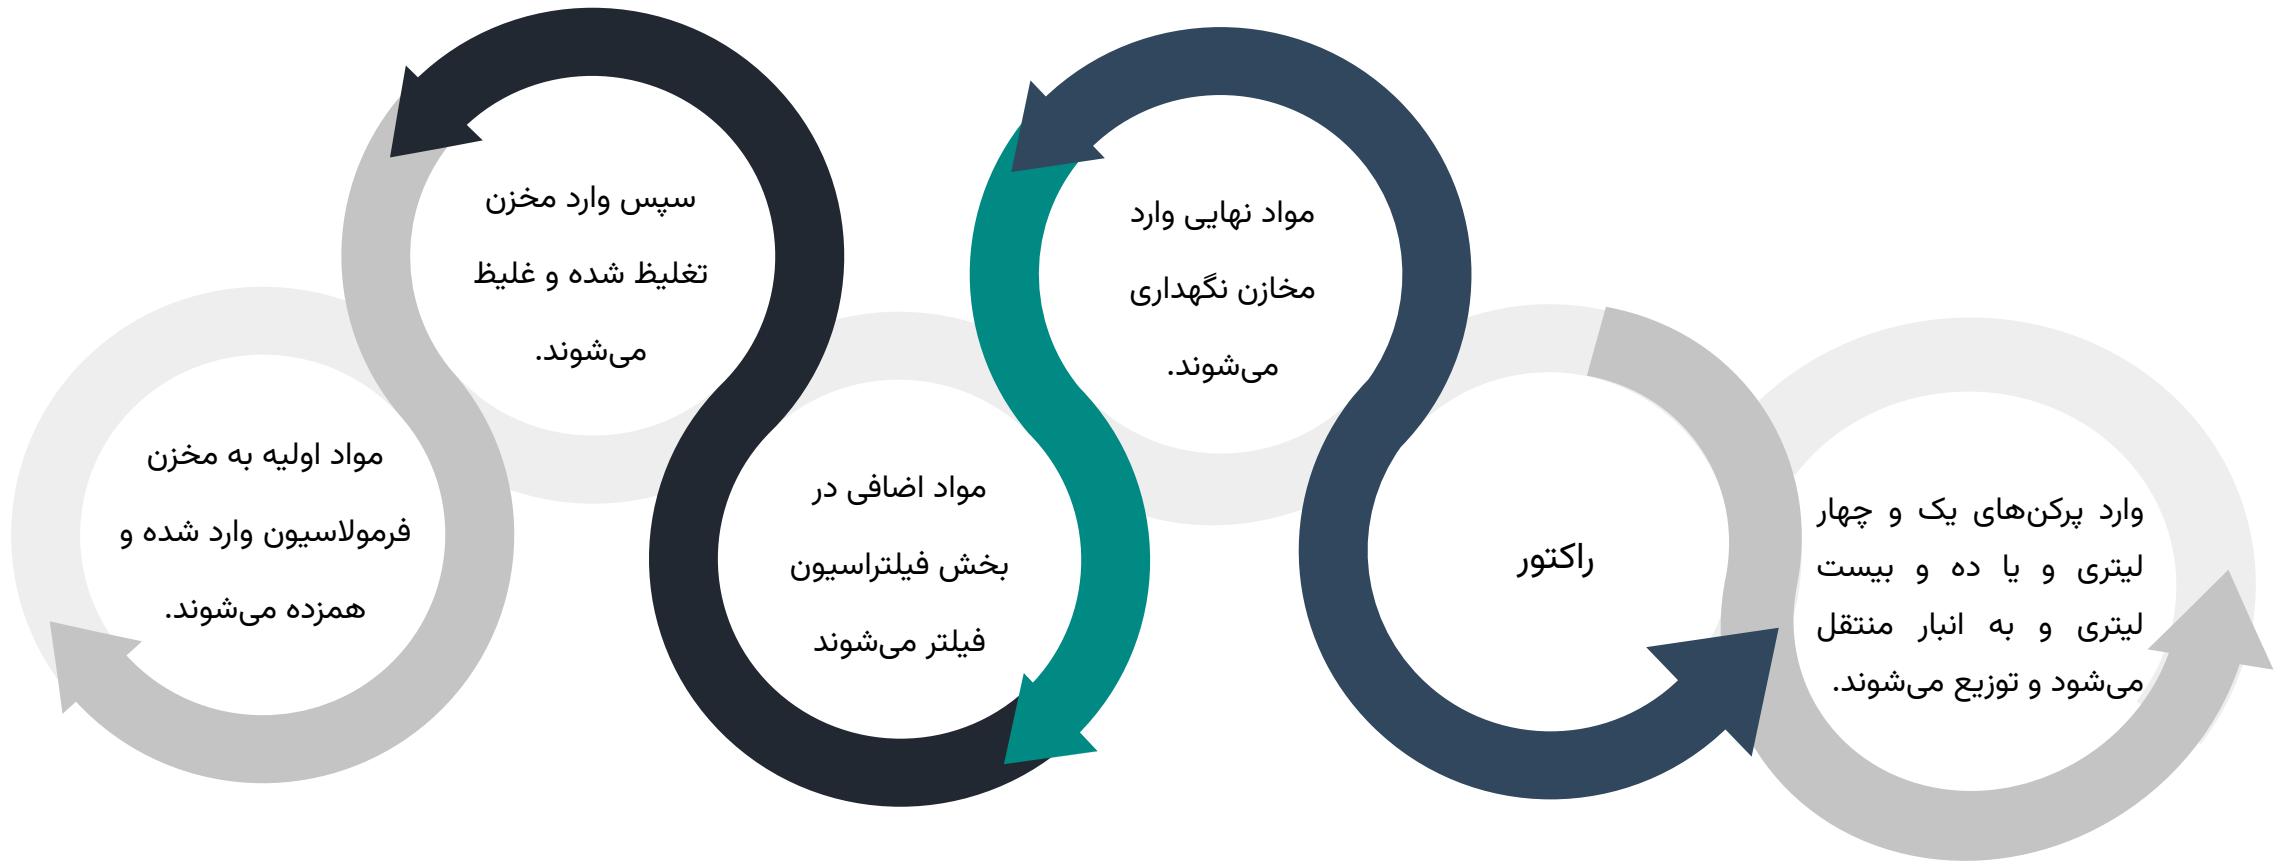 مواد اولیه به مخزن
فرمولاسیون وارد شده و
همزده می‌شوند.
سپس وارد مخزن
تغلیظ شده و غلیظ
می‌شوند.
مواد اضافی در
بخش فیلتراسیون
فیلتر می‌شوند
مواد نهایی وارد
مخازن نگهداری
می‌شوند.
راکتور
وارد پرکن‌های یک و چهار
لیتری و یا ده و بیست
لیتری و به انبار منتقل
می‌شود و توزیع می‌شوند.